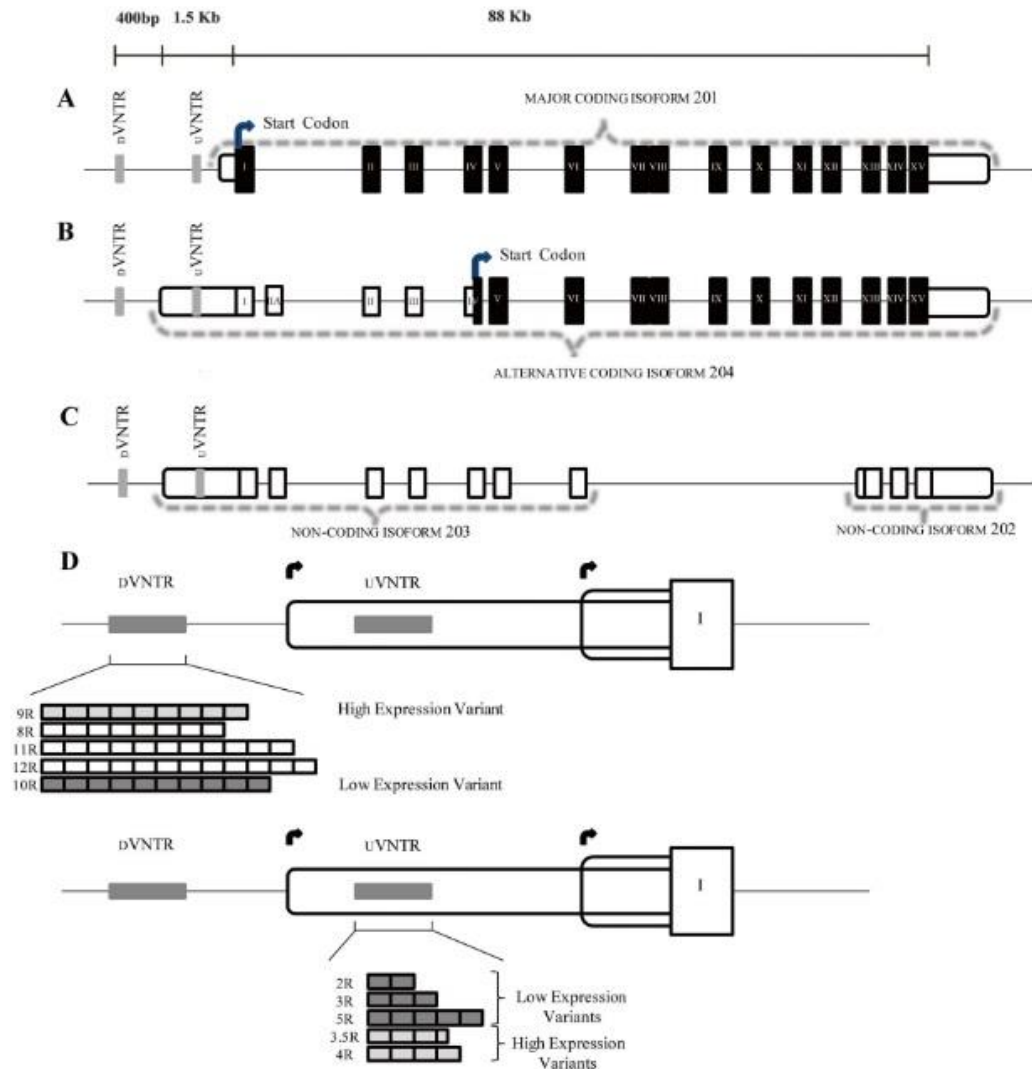 400bp 1.5 Kb 88 Kb
A
DVNTR
UVNTR
MAJOR CODING ISOFORM 201
Start Codon
I II III IV V VI VII VIII IX X XI XII XIII XIV XV
B
DVNTR
UVNTR
Start Codon
I IA II III V VI VII VIII IX X XI XII XIII XIV XV
ALTERNATIVE CODING ISOFORM 204
C
DVNTR
UVNTR
NON-CODING ISOFORM 203
NON-CODING ISOFORM 202
D
DVNTR UVNTR
I
9R High Expression Variant
8R
11R
12R
10R Low Expression Variant
DVNTR UVNTR
I
2R
3R
5R
Low Expression
Variants
3.5R
4R
High Expression
Variants